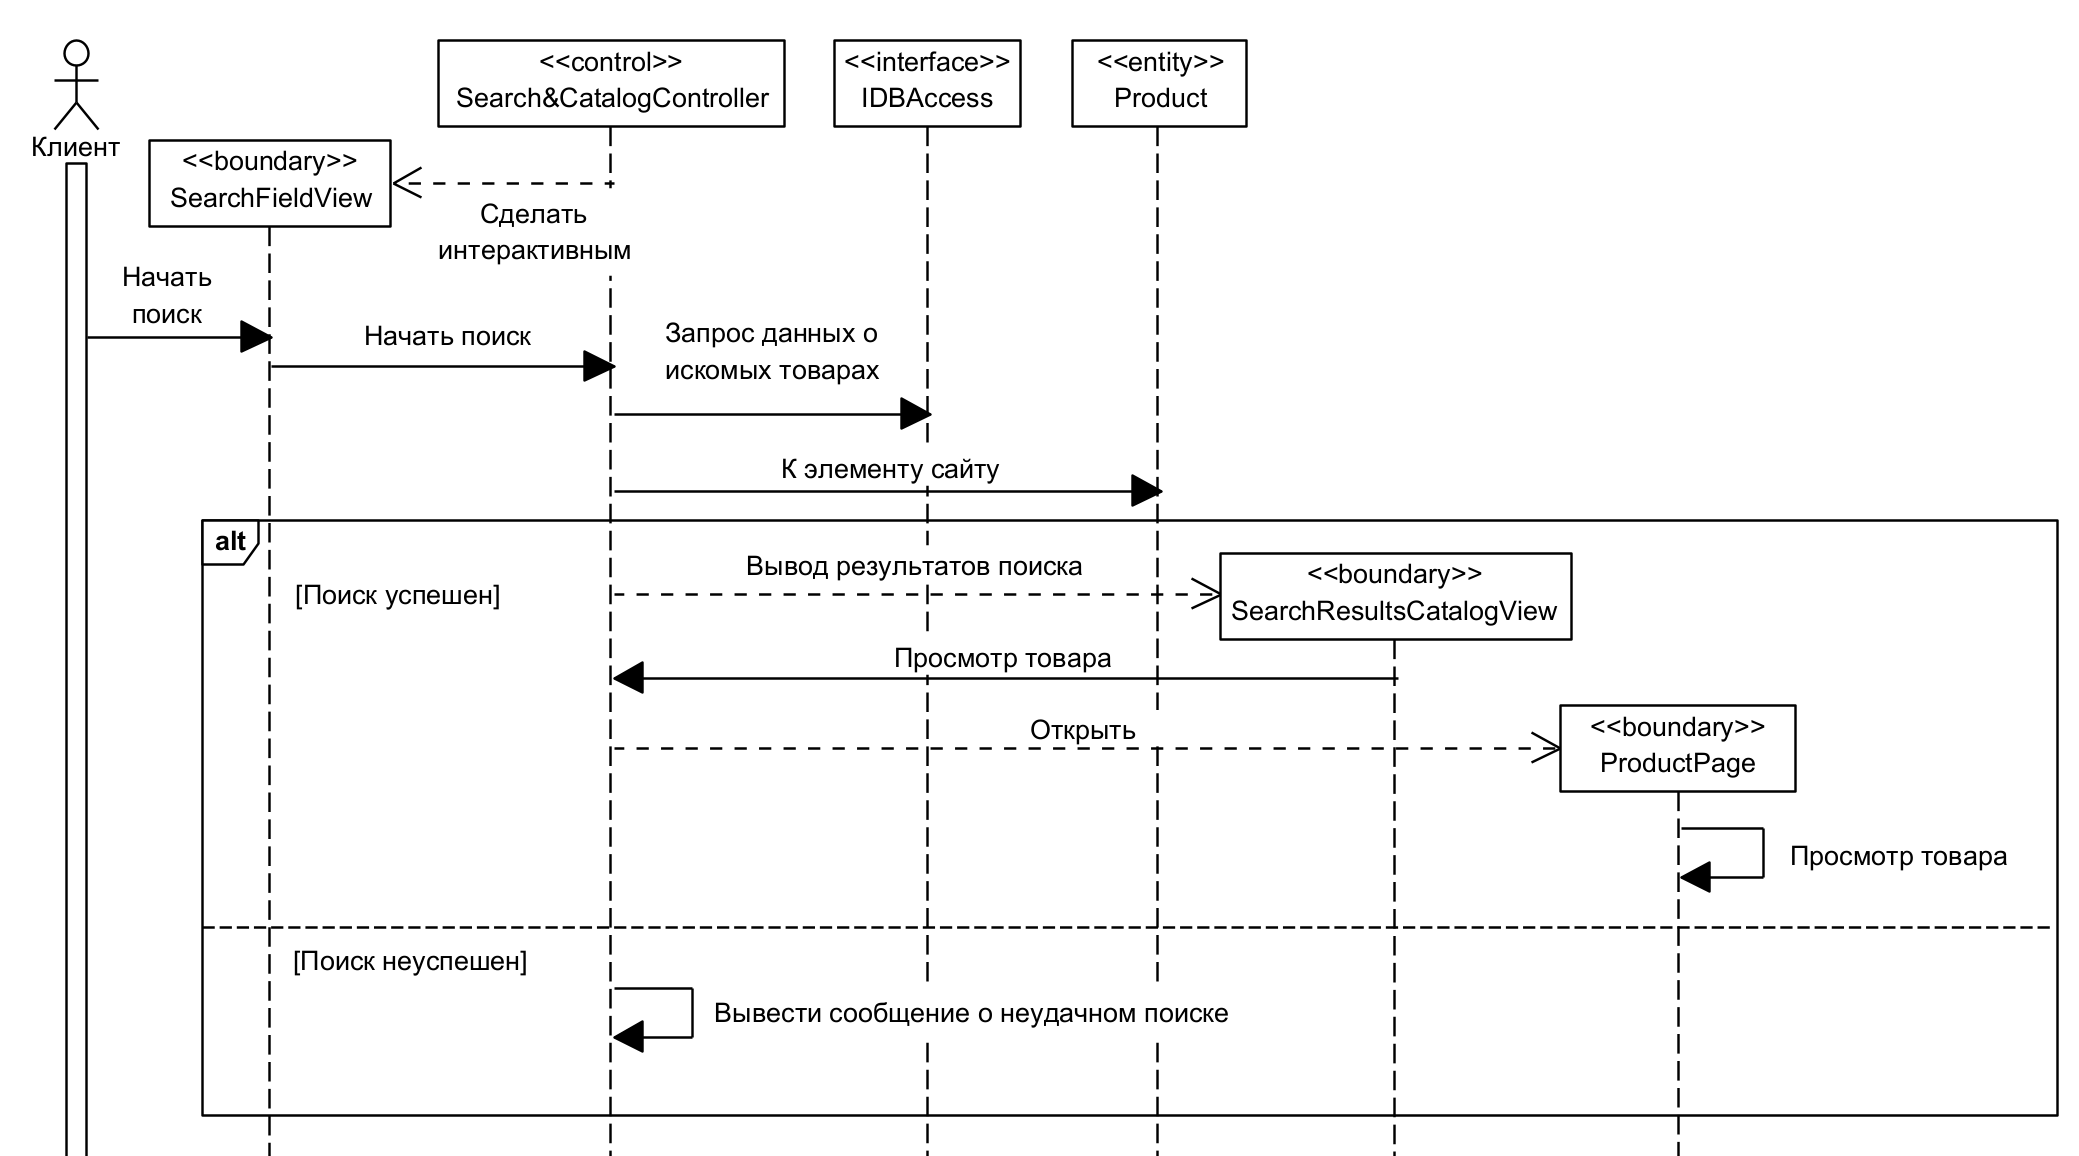 <<control>>
Search&CatalogController
<<interface>>
IDBAccess
<<entity>>
Product
Клиент
<<boundary>>
SearchFieldView
Сделать
интерактивным
Начать
поиск
Начать поиск
Запрос данных о
искомых товарах
К элементу сайту
alt
[Поиск успешен]
Вывод результатов поиска
<<boundary>>
SearchResultsCatalogView
Просмотр товара
Открыть
<<boundary>>
ProductPage
Просмотр товара
[Поиск неуспешен]
Вывести сообщение о неудачном поиске